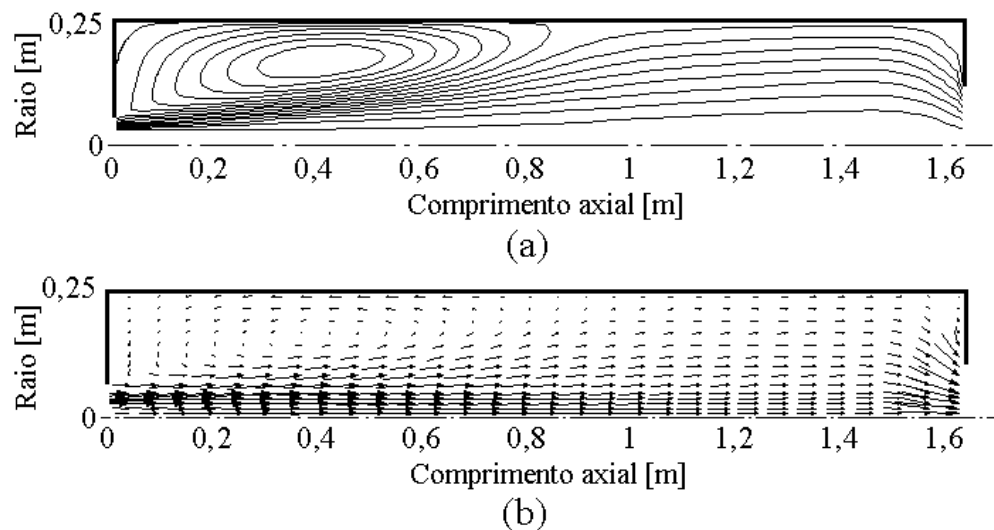 0,25
Raio [m]
0
0 0,2 0,4 0,6 0,8 1 1,2 1,4 1,6
Comprimento axial [m]
(a)
0,25
Raio [m]
0
0 0,2 0,4 0,6 0,8 1 1,2 1,4 1,6
Comprimento axial [m]
(b)